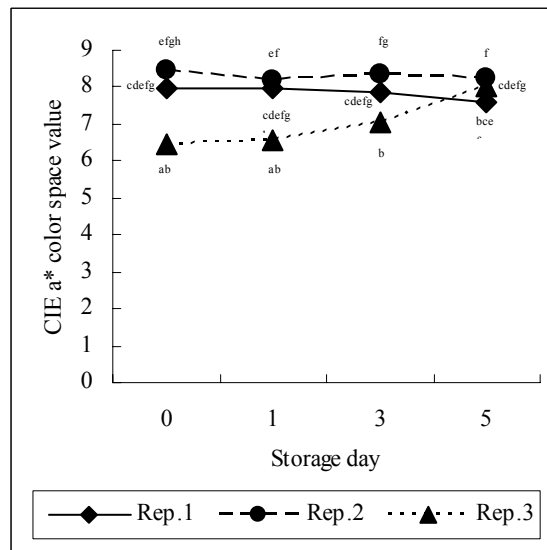 9
8
7
6
5
4
3
2
1
0
CIE a* color space value
efgh
ef
fg
f
cdefg
cdefg
cdefg
cdefg
bce
ab
ab
b
0 1 3 5
Storage day
Rep.1 Rep.2 Rep.3